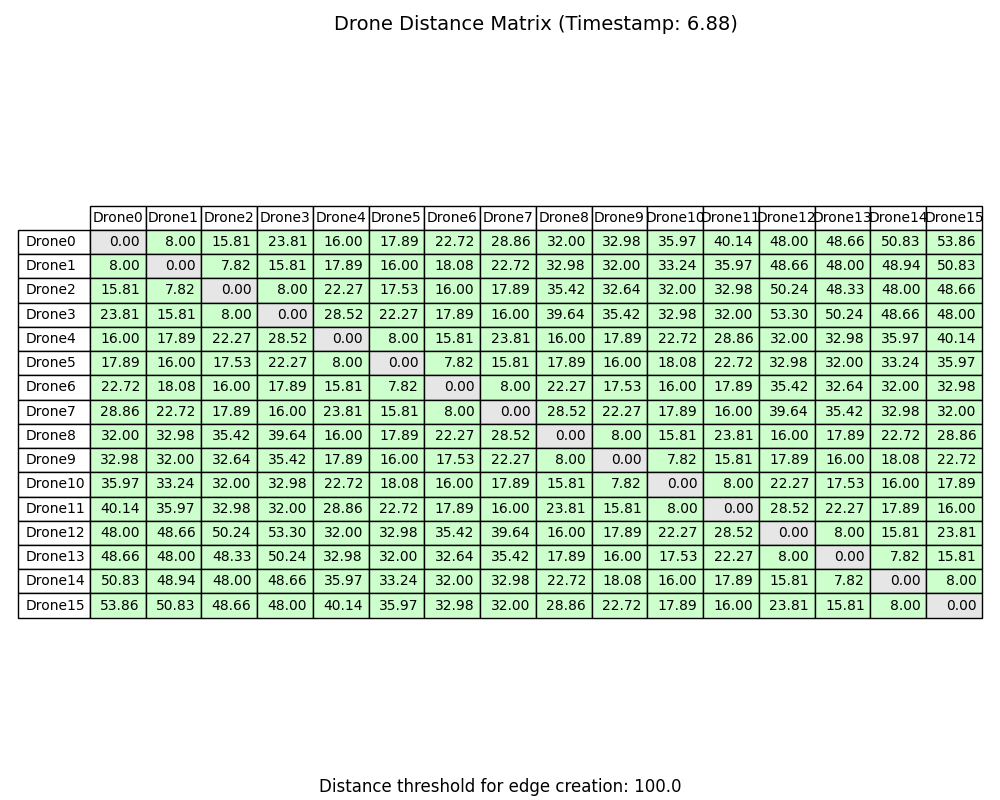 Drone Distance Matrix (Timestamp: 6.88)
Drone0 Drone1 Drone2 Drone3 Drone4 Drone5 Drone6 Drone7 Drone8 Drone9 Drone10 Drone11 Drone12 Drone13 Drone14 Drone15
Drone0 0.00 8.00 15.81 23.81 16.00 17.89 22.72 28.86 32.00 32.98 35.97 40.14 48.00 48.66 50.83 53.86
Drone1 8.00 0.00 7.82 15.81 17.89 16.00 18.08 22.72 32.98 32.00 33.24 35.97 48.66 48.00 48.94 50.83
Drone2 15.81 7.82 0.00 8.00 22.27 17.53 16.00 17.89 35.42 32.64 32.00 32.98 50.24 48.33 48.00 48.66
Drone3 23.81 15.81 8.00 0.00 28.52 22.27 17.89 16.00 39.64 35.42 32.98 32.00 53.30 50.24 48.66 48.00
Drone4 16.00 17.89 22.27 28.52 0.00 8.00 15.81 23.81 16.00 17.89 22.72 28.86 32.00 32.98 35.97 40.14
Drone5 17.89 16.00 17.53 22.27 8.00 0.00 7.82 15.81 17.89 16.00 18.08 22.72 32.98 32.00 33.24 35.97
Drone6 22.72 18.08 16.00 17.89 15.81 7.82 0.00 8.00 22.27 17.53 16.00 17.89 35.42 32.64 32.00 32.98
Drone7 28.86 22.72 17.89 16.00 23.81 15.81 8.00 0.00 28.52 22.27 17.89 16.00 39.64 35.42 32.98 32.00
Drone8 32.00 32.98 35.42 39.64 16.00 17.89 22.27 28.52 0.00 8.00 15.81 23.81 16.00 17.89 22.72 28.86
Drone9 32.98 32.00 32.64 35.42 17.89 16.00 17.53 22.27 8.00 0.00 7.82 15.81 17.89 16.00 18.08 22.72
Drone10 35.97 33.24 32.00 32.98 22.72 18.08 16.00 17.89 15.81 7.82 0.00 8.00 22.27 17.53 16.00 17.89
Drone11 40.14 35.97 32.98 32.00 28.86 22.72 17.89 16.00 23.81 15.81 8.00 0.00 28.52 22.27 17.89 16.00
Drone12 48.00 48.66 50.24 53.30 32.00 32.98 35.42 39.64 16.00 17.89 22.27 28.52 0.00 8.00 15.81 23.81
Drone13 48.66 48.00 48.33 50.24 32.98 32.00 32.64 35.42 17.89 16.00 17.53 22.27 8.00 0.00 7.82 15.81
Drone14 50.83 48.94 48.00 48.66 35.97 33.24 32.00 32.98 22.72 18.08 16.00 17.89 15.81 7.82 0.00 8.00
Drone15 53.86 50.83 48.66 48.00 40.14 35.97 32.98 32.00 28.86 22.72 17.89 16.00 23.81 15.81 8.00 0.00
Distance threshold for edge creation: 100.0